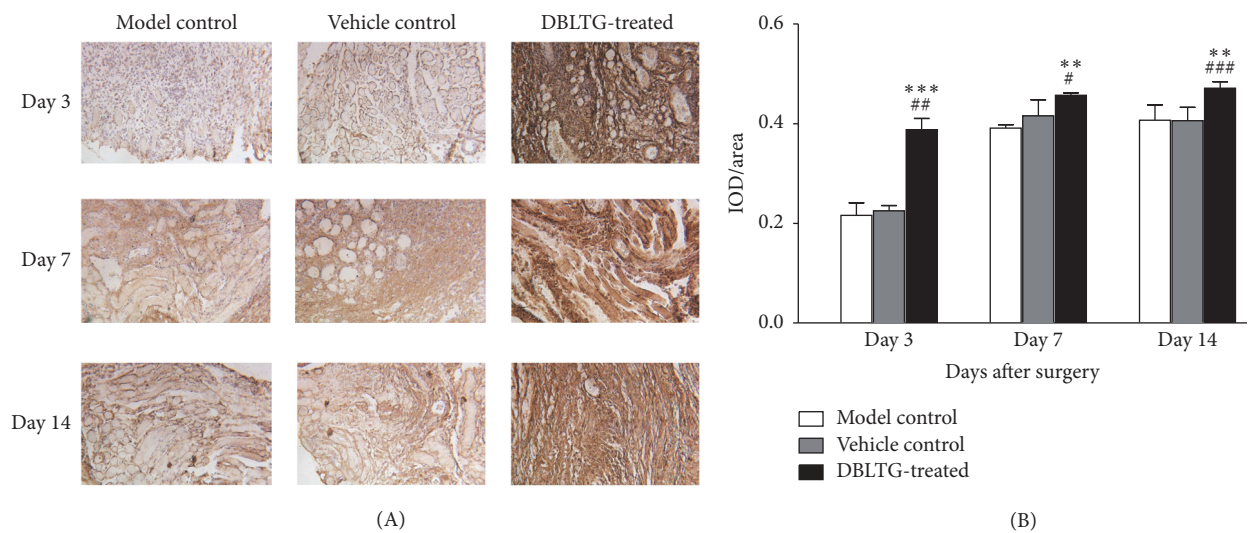 Model control
Vehicle control
DBLTG-treated
Day 3
Day 7
Day 14
(A)
0.6
0.4
0.2
0.0
IOD/area
***
##
**
#
**
###
Day 3
Day 7
Day 14
Days after surgery
Model control
Vehicle control
DBLTG-treated
(B)